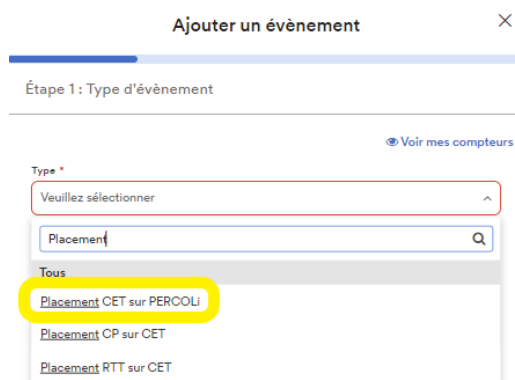 Ajouter un évènement
Étape 1 : Type d'évènement
Voir mes compteurs
Type *
Veuillez sélectionner
Placement
Tous
Placement CET sur PERCOLi
Placement CP sur CET
Placement RTT sur CET